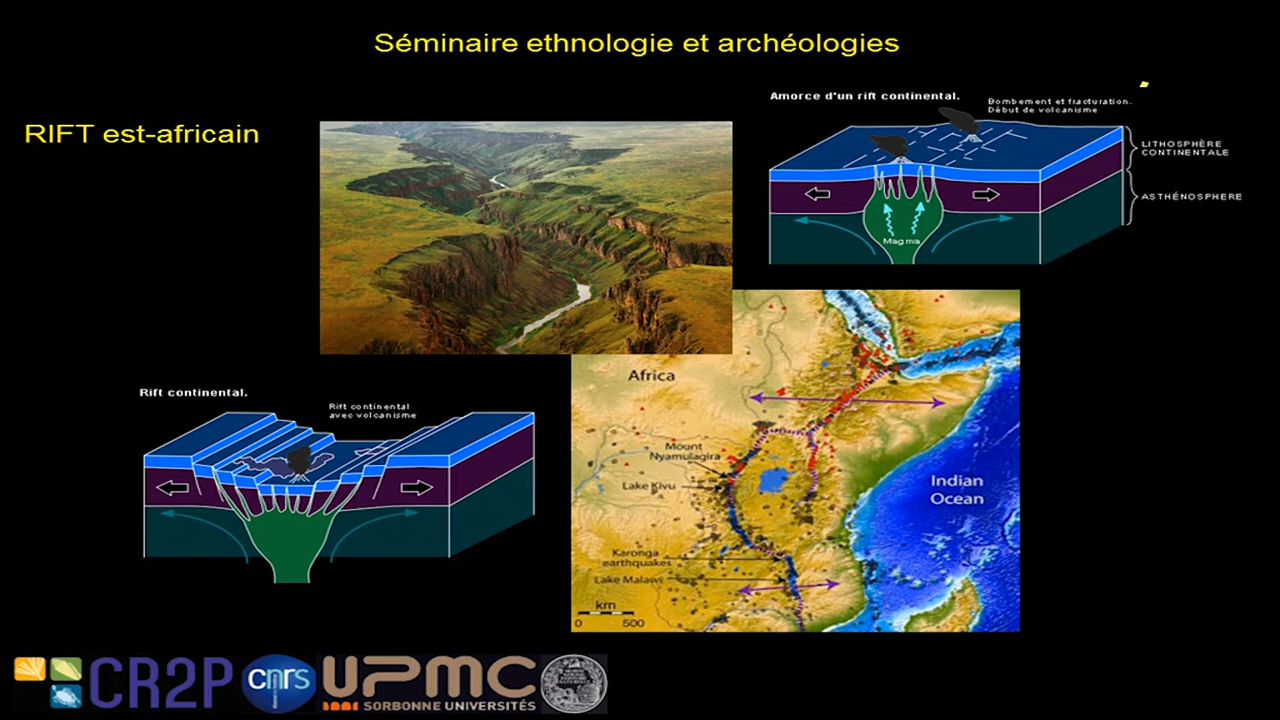 Séminaire ethnologie et archéologies
RIFT est-africain
Amorce d'un rift continental.
Bombement et fracturation.
Début de volcanisme
LITHOSPHÈRE
CONTINENTALE
ASTHÉNOSPHERE
Magma
Rift continental.
Rift continental
avec volcanisme
Africa
Mount
Nyamulagira
Lake Kivu
Indian
Ocean
Karonga
earthquakes
Lake Malawi
km
0 500
CR2P
cnrs
UPMC
SORBONNE UNIVERSITÉS